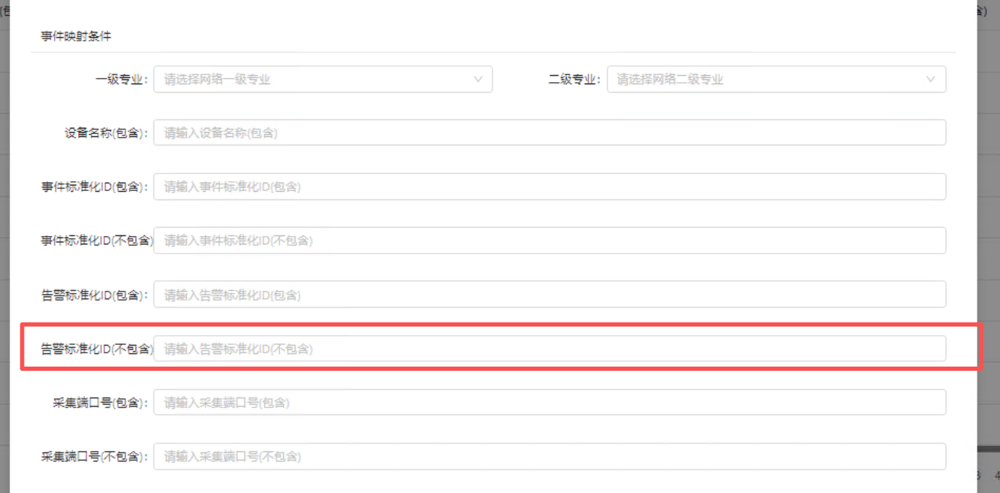 事件映射条件
一级专业: 请选择网络一级专业 二级专业: 请选择网络二级专业
设备名称(包含): 请输入设备名称(包含)
事件标准化ID(包含): 请输入事件标准化ID(包含)
事件标准化ID(不包含) 请输入事件标准化ID(不包含)
告警标准化ID(包含): 请输入告警标准化ID(包含)
告警标准化ID(不包含) 请输入告警标准化ID(不包含)
采集端口号(包含): 请输入采集端口号(包含)
采集端口号(不包含): 请输入采集端口号(不包含)